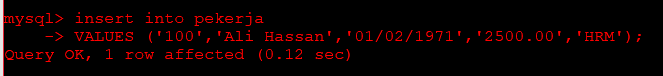 mysql> insert into pekerja
    -> VALUES ('100','Ali Hassan','01/02/1971','2500.00','HRM');
Query OK, 1 row affected (0.12 sec)